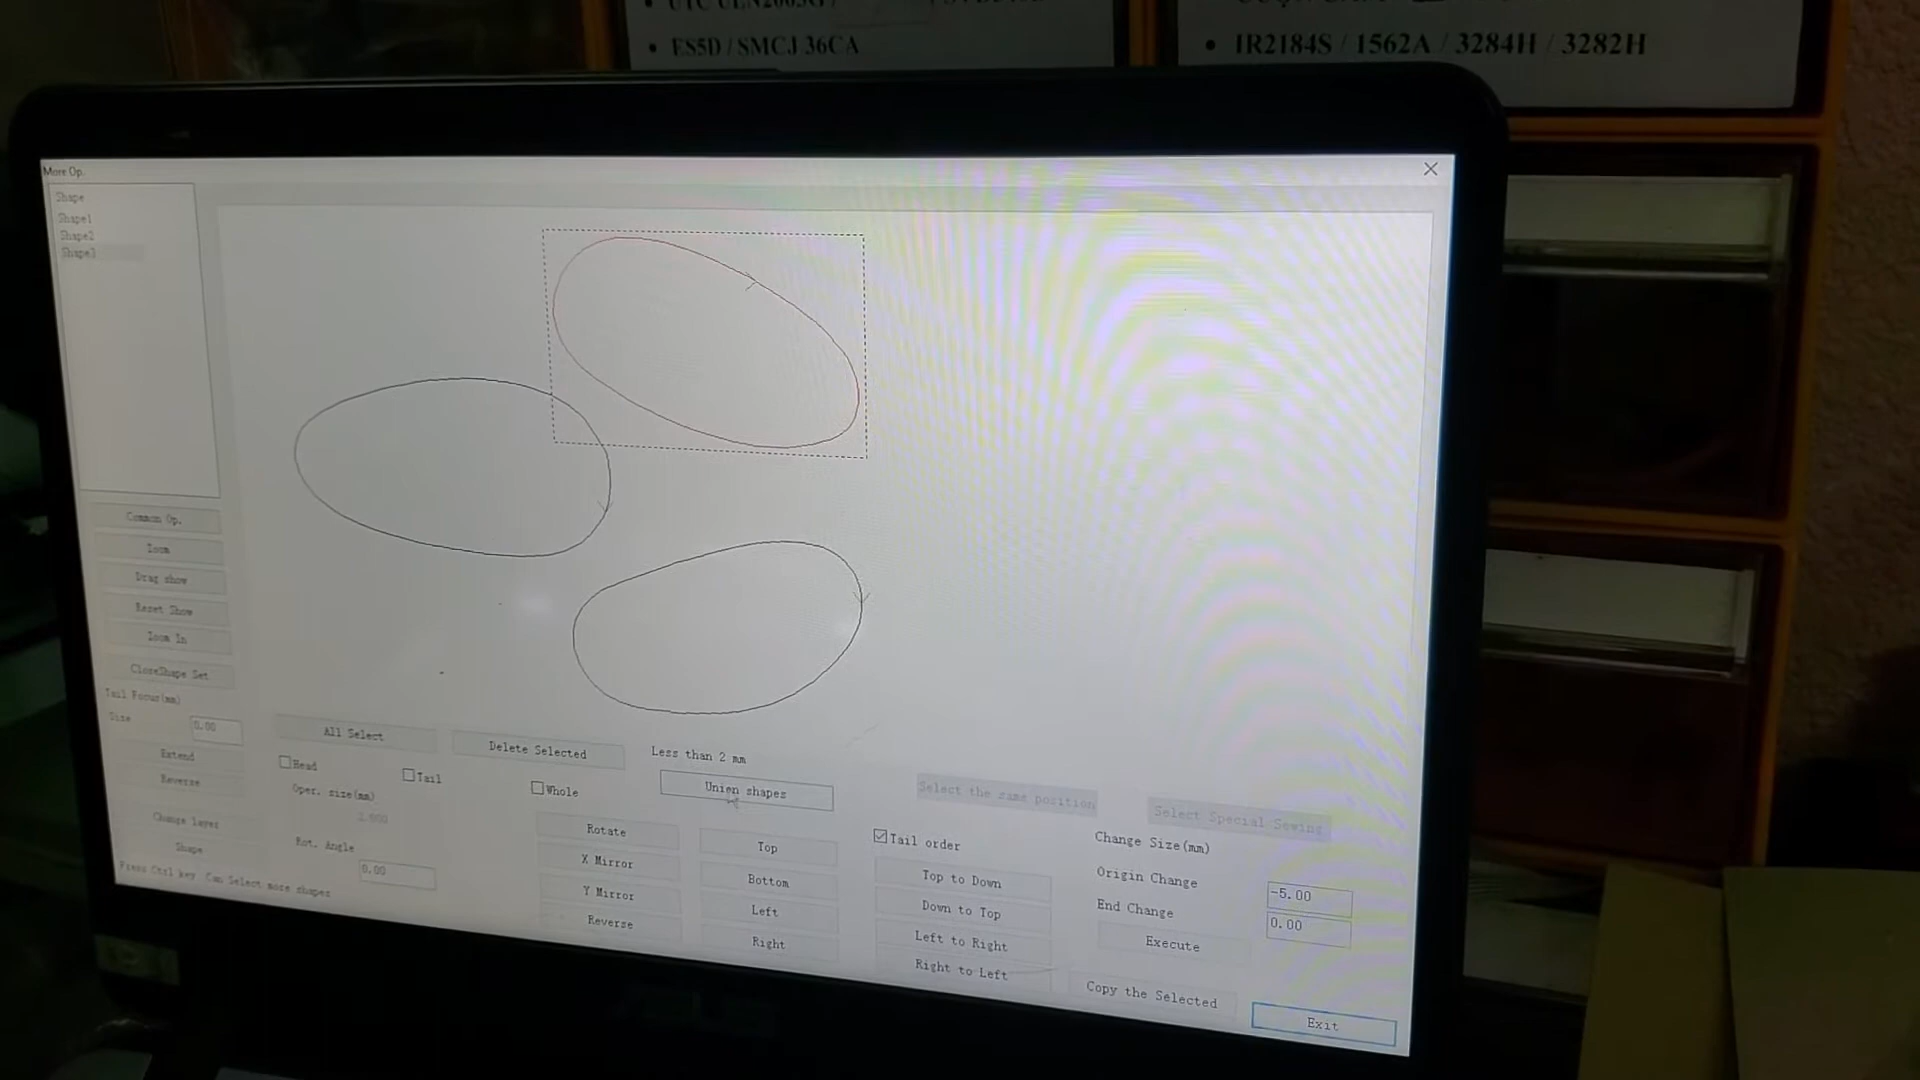 • ES5D / SMCJ 36CA
• IR2184S / 1562A / 3284H / 3282H
More Op.
Shape
Shape1
Shape2
Shape3
Common Op.
Zoom
Drag show
Reset Show
Zoom In
CloseShape Set
Tail Focus(mm)
Size
0.00
Extend
Reverse
Change layer
Shape
Press Ctrl key, Can Select more shapes
All Select
Delete Selected
Less than 2 mm
Union shapes
Head
Tail
Whole
Oper. size(mm)
Rot. Angle
0.00
Rotate
X Mirror
Y Mirror
Reverse
Top
Bottom
Left
Right
Select the same position
Select Special Sewing
Tail order
Top to Down
Down to Top
Left to Right
Right to Left
Change Size(mm)
Origin Change
-5.00
End Change
0.00
Execute
Copy the Selected
Exit